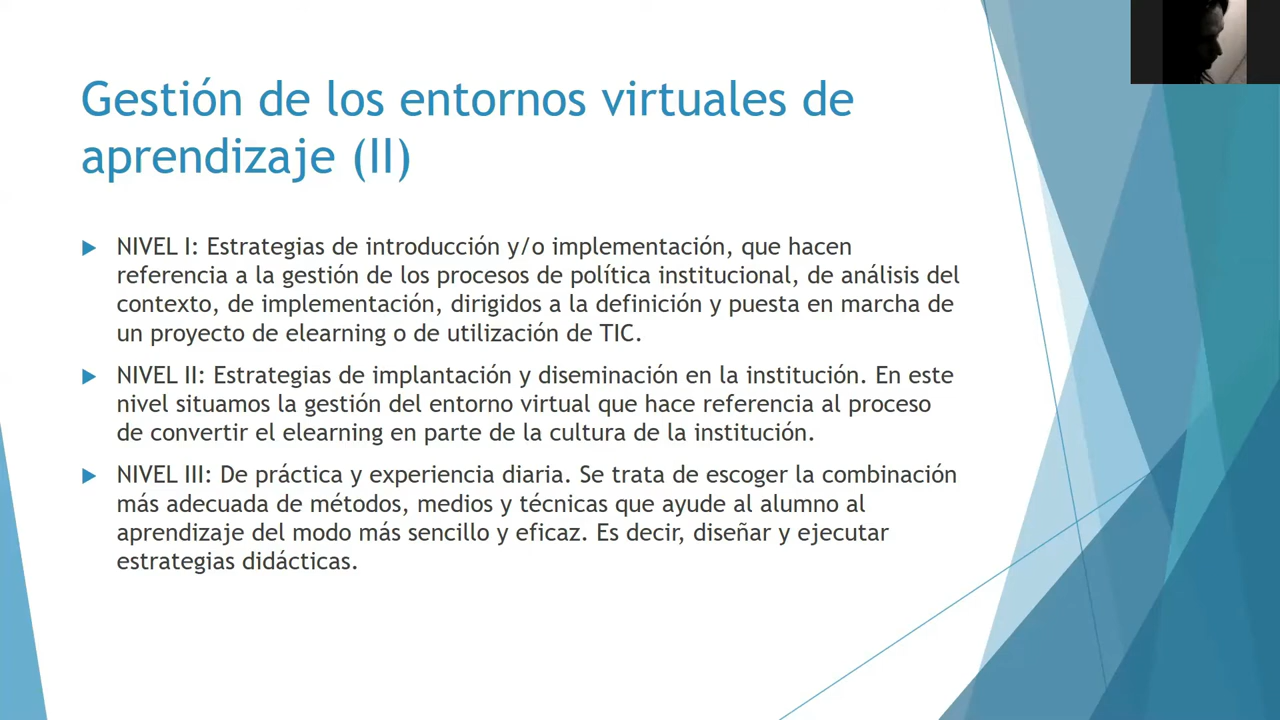 Gestión de los entornos virtuales de
aprendizaje (II)
NIVEL I: Estrategias de introducción y/o implementación, que hacen
referencia a la gestión de los procesos de política institucional, de análisis del
contexto, de implementación, dirigidos a la definición y puesta en marcha de
un proyecto de elearning o de utilización de TIC.
NIVEL II: Estrategias de implantación y diseminación en la institución. En este
nivel situamos la gestión del entorno virtual que hace referencia al proceso
de convertir el elearning en parte de la cultura de la institución.
NIVEL III: De práctica y experiencia diaria. Se trata de escoger la combinación
más adecuada de métodos, medios y técnicas que ayude al alumno al
aprendizaje del modo más sencillo y eficaz. Es decir, diseñar y ejecutar
estrategias didácticas.